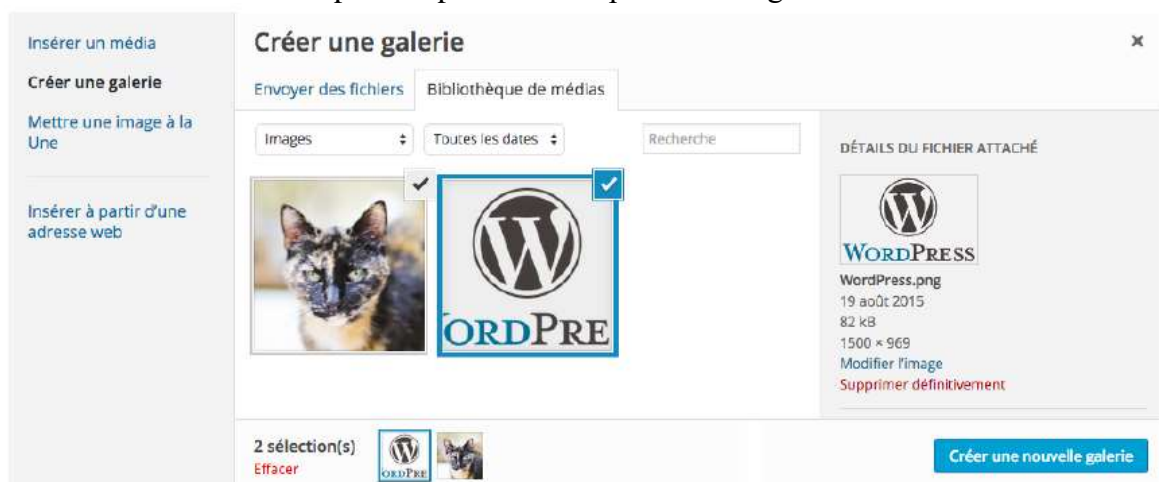 Insérer un média
Créer une galerie
Mettre une image à la
Une
Insérer à partir d'une
adresse web
Créer une galerie
×
Envoyer des fichiers
Bibliothèque de médias
Images
Toutes les dates
Recherche
ORDPRE
2 sélection(s)
Effacer
ORDPRE
DÉTAILS DU FICHIER ATTACHÉ
WORDPRESS
WordPress.png
19 août 2015
82 kB
1500 × 969
Modifier l'image
Supprimer définitivement
Créer une nouvelle galerie